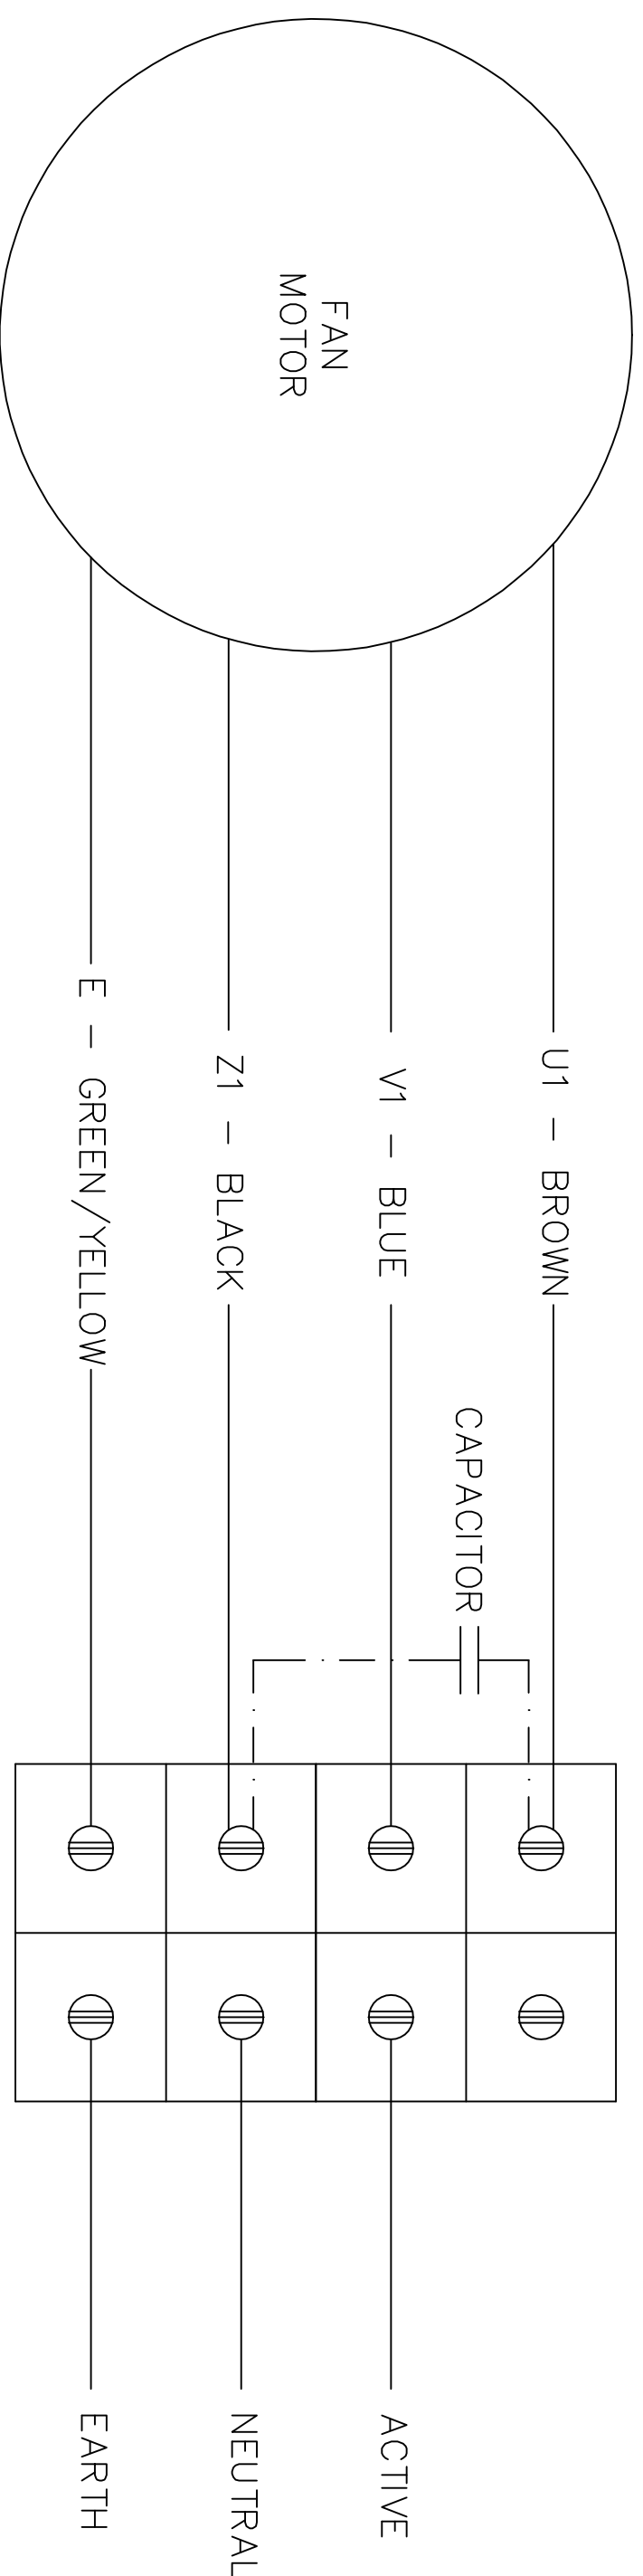 FAN
MOTOR
U1 - BROWN
V1 - BLUE
Z1 - BLACK
E - GREEN/YELLOW
CAPACITOR
ACTIVE
NEUTRAL
EARTH